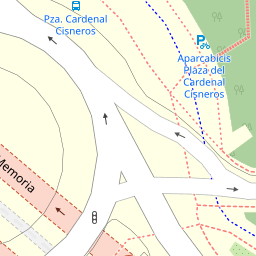 Pza. Cardenal
Cisneros
P
Aparcabicis
Plaza del
Cardenal
Cisneros
Memoria